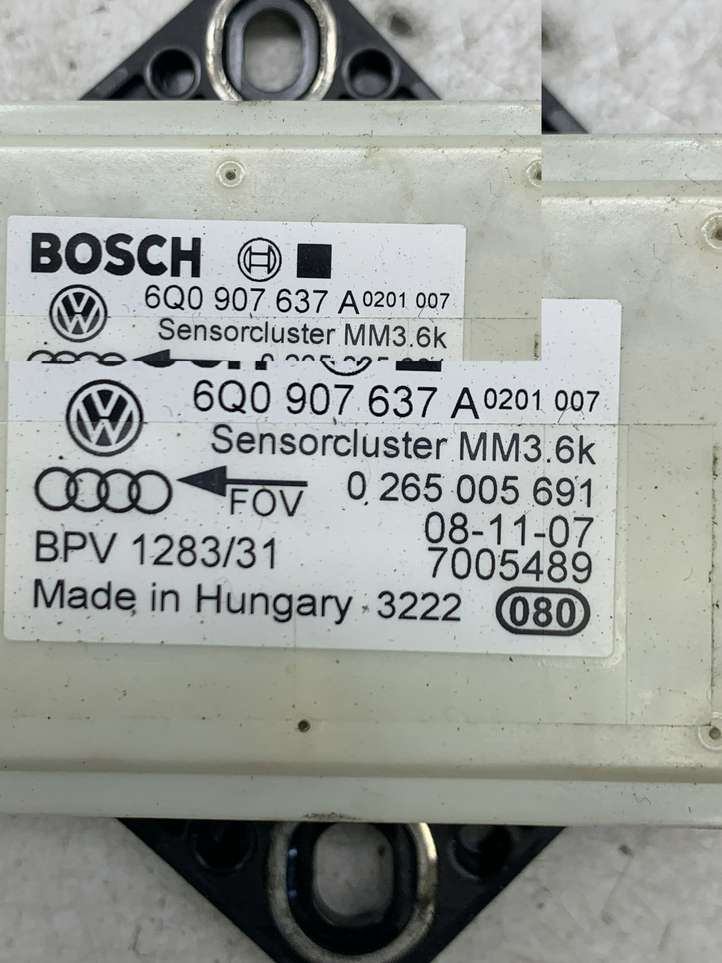 BOSCH
6Q0 907 637 A 0201 007
Sensorcluster MM3.6k
6Q0 907 637 A 0201 007
Sensorcluster MM3.6k
FOV 0 265 005 691
08-11-07
BPV 1283/31 7005489
Made in Hungary 3222 080